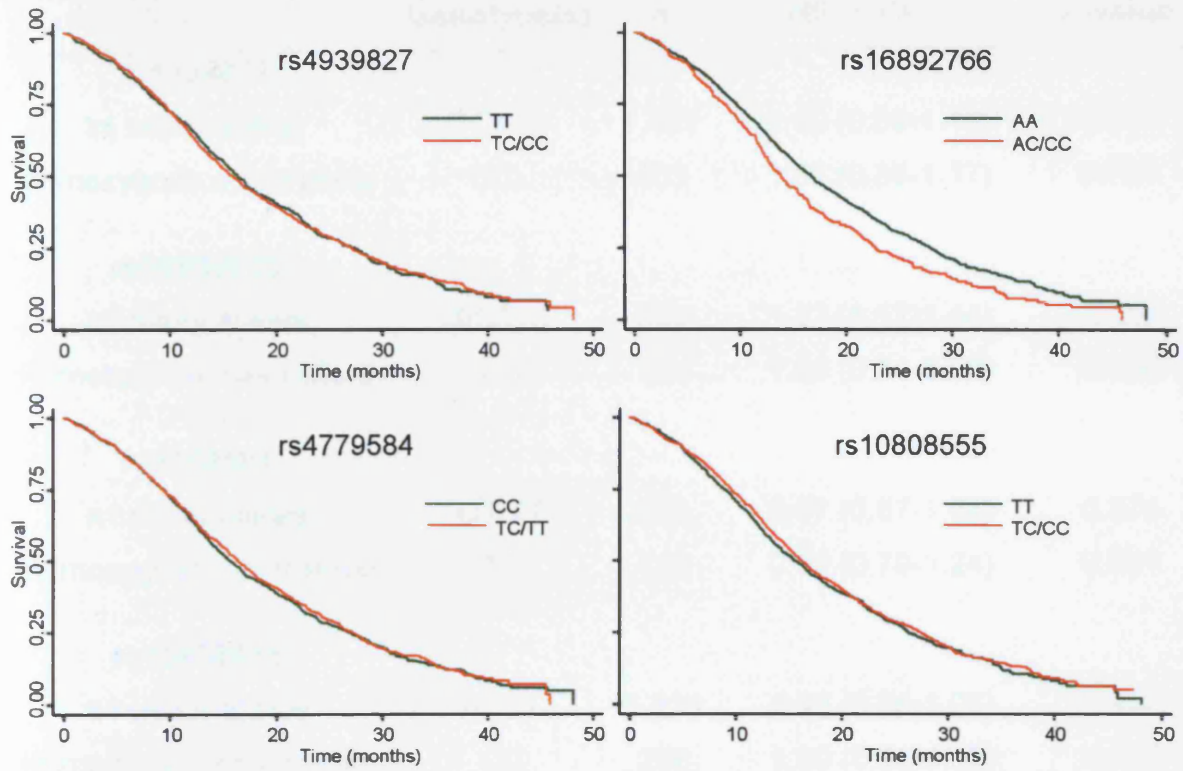 rs4939827
TT
TC/CC
Survival
1.00
0.75
0.50
0.25
0.00
0 10 20 30 40 50
Time (months)
rs16892766
AA
AC/CC
0 10 20 30 40 50
Time (months)
rs4779584
CC
TC/TT
Survival
1.00
0.75
0.50
0.25
0.00
0 10 20 30 40 50
Time (months)
rs10808555
TT
TC/CC
0 10 20 30 40 50
Time (months)